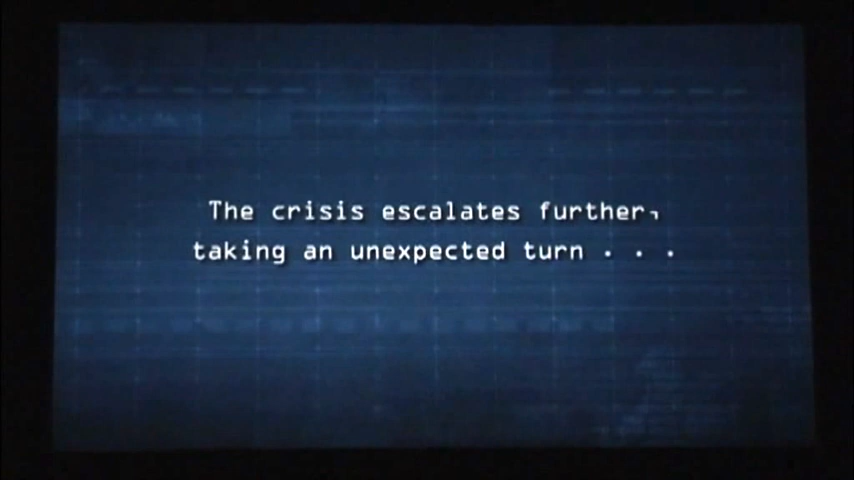 The crisis escalates further,
taking an unexpected turn . . .